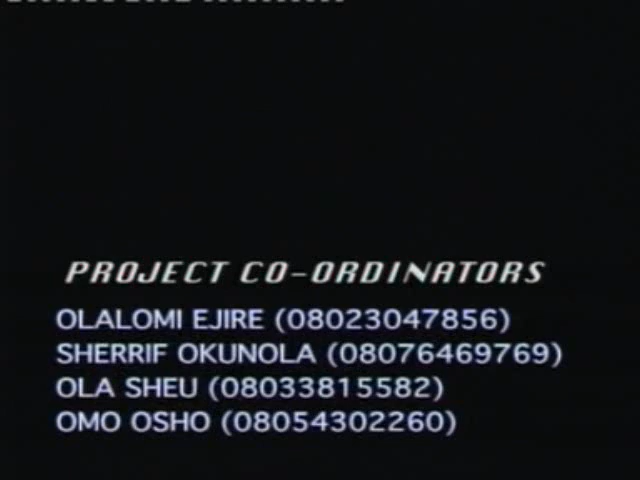 PROJECT CO-ORDINATORS
OLALOMI EJIRE (08023047856)
SHERRIF OKUNOLA (08076469769)
OLA SHEU (08033815582)
OMO OSHO (08054302260)